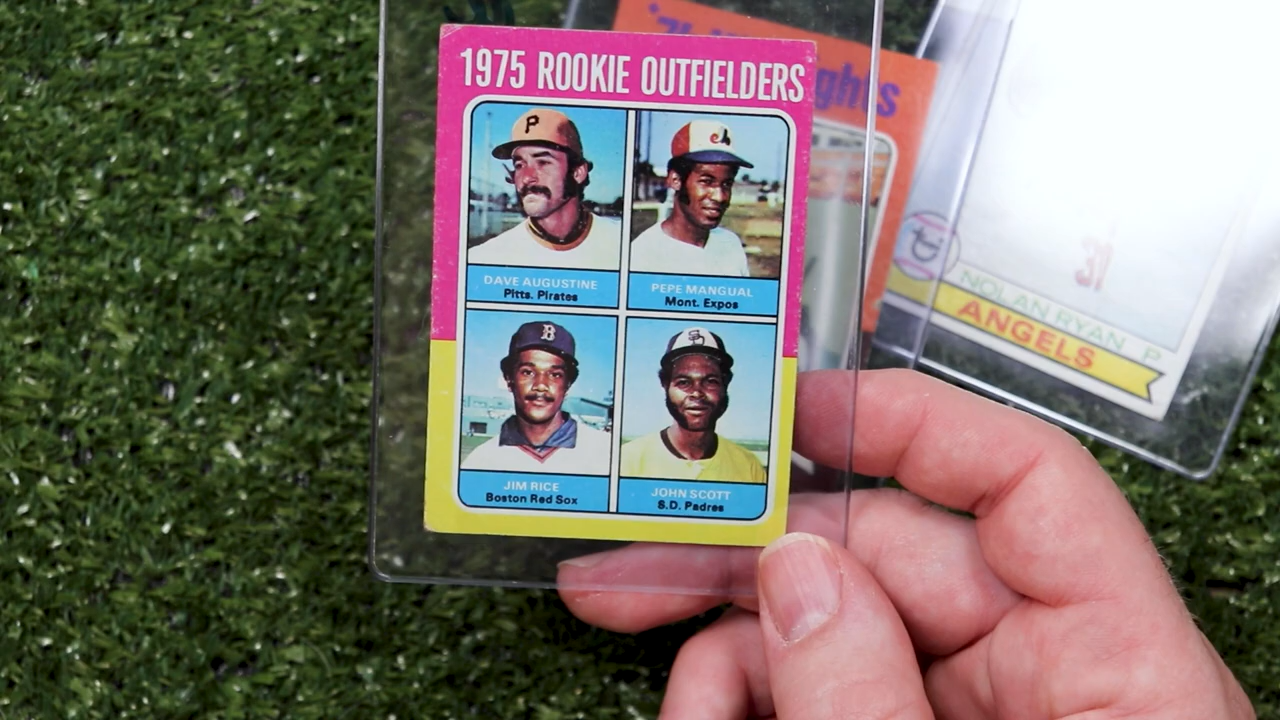 1975 ROOKIE OUTFIELDERS
P
DAVE AUGUSTINE
Pitts. Pirates
PEPE MANGUAL
Mont. Expos
B
JIM RICE
Boston Red Sox
SD
JOHN SCOTT
S.D. Padres
NOLAN RYAN P
ANGELS